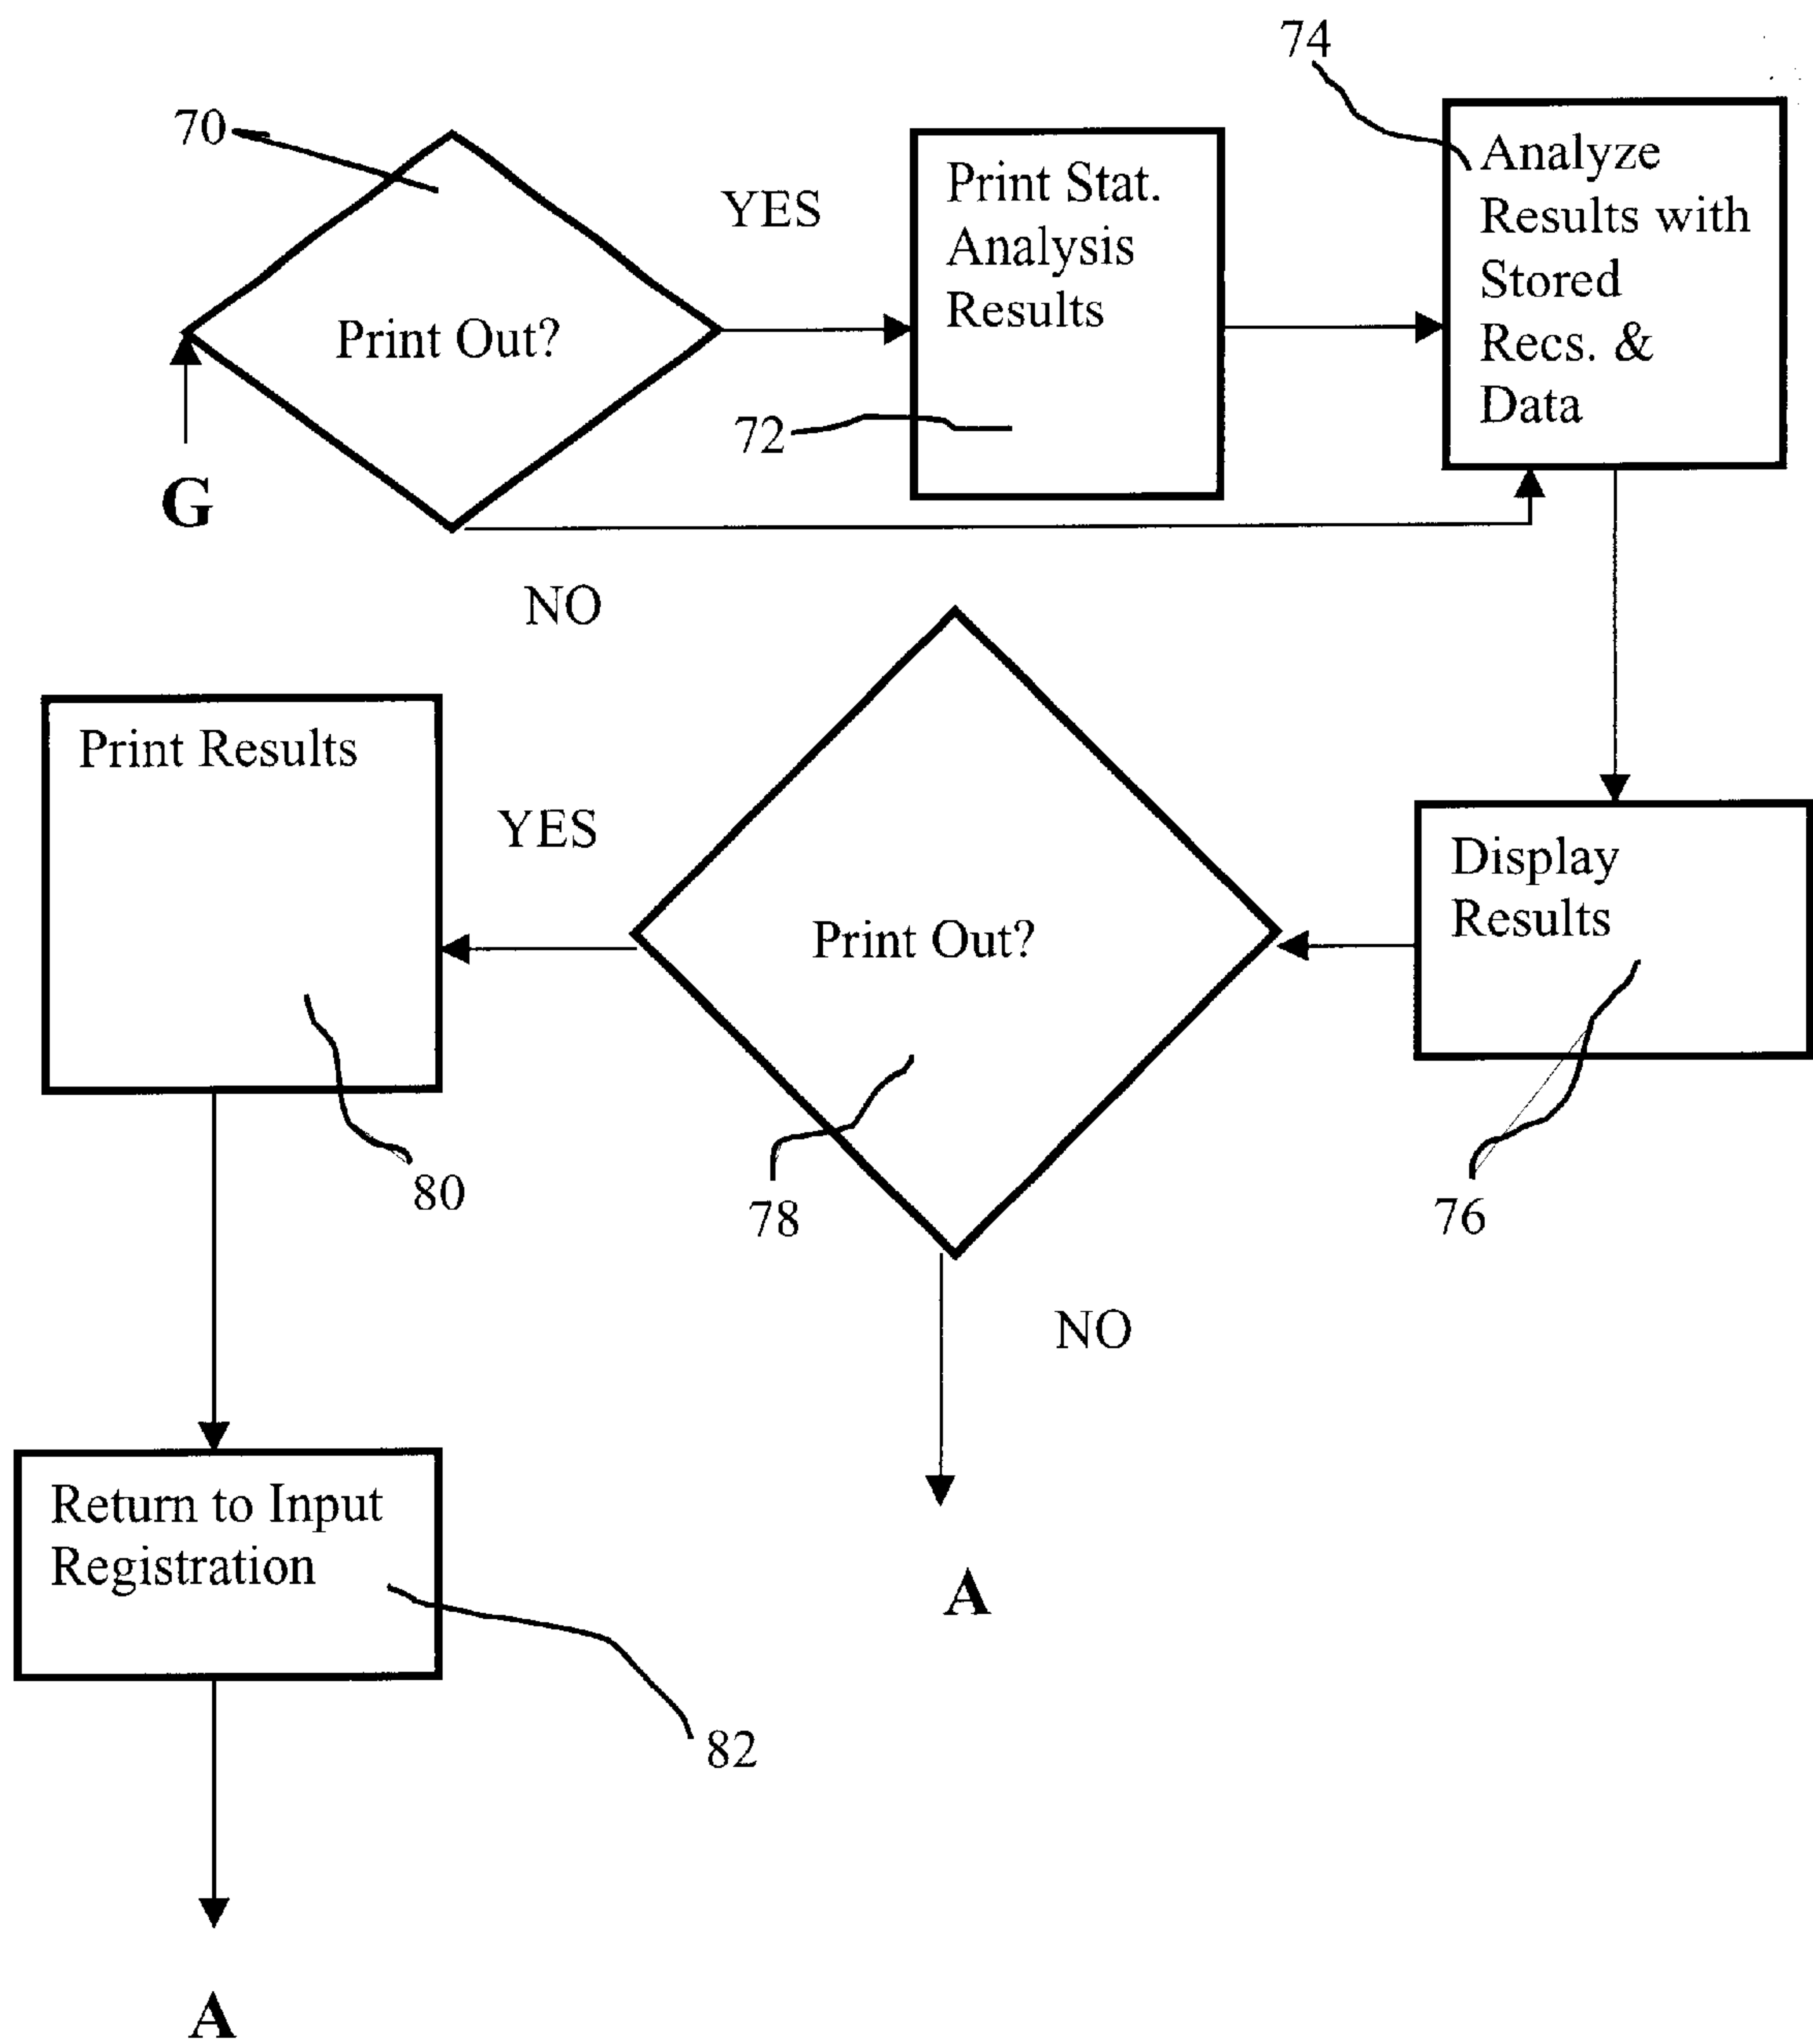 74
70
YES
Print Out?
Print Stat.
Analysis
Results
72
Analyze
Results with
Stored
Recs. &
Data
G
NO
Print Results
YES
Print Out?
Display
Results
80
78
76
NO
Return to Input
Registration
A
82
A